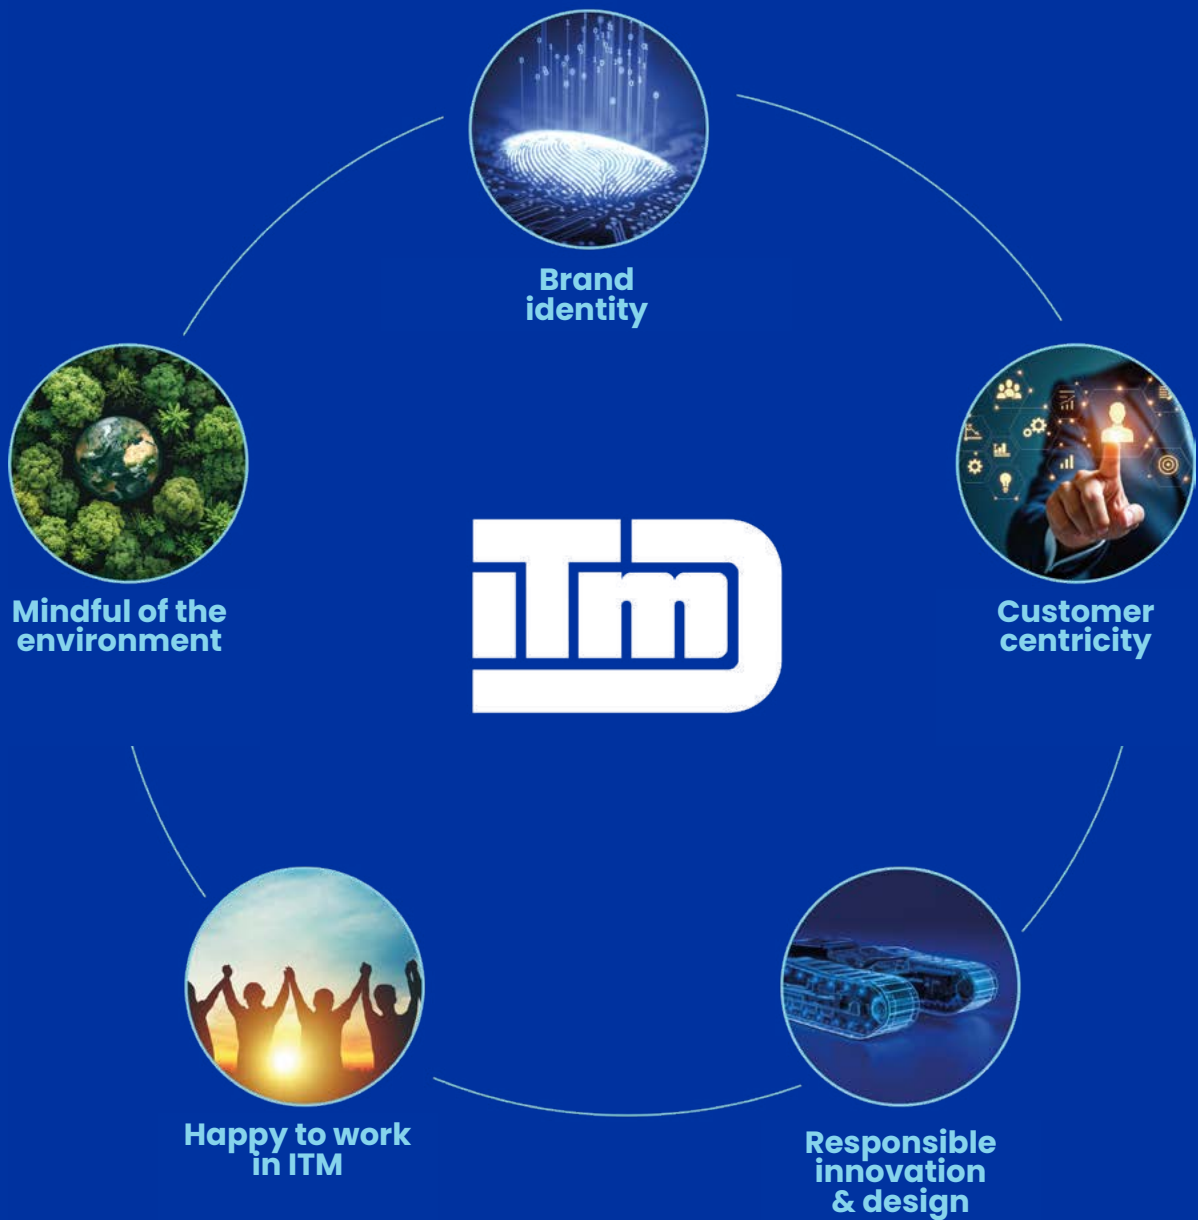 Brand
identity
Mindful of the
environment
Customer
centricity
iTm
Happy to work
in ITM
Responsible
innovation
& design